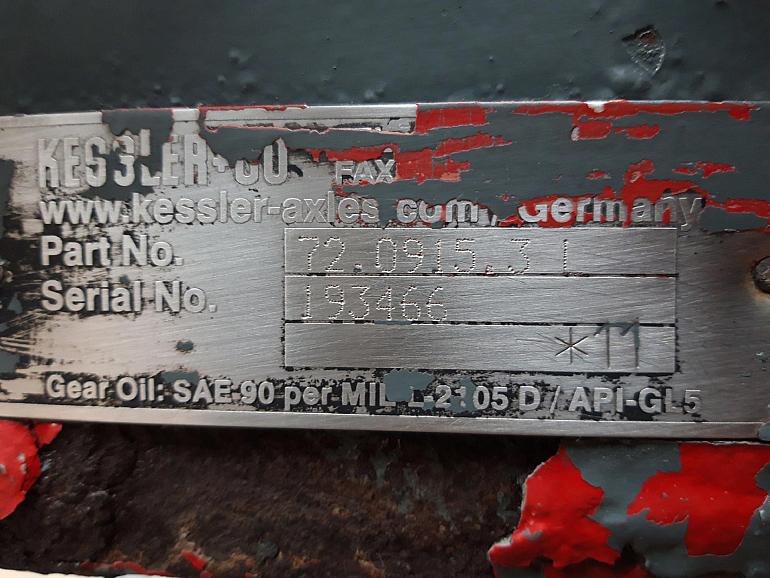 KESSLER+CO FAX
www.kessler-axles.com, Germany
Part No. 72.0915.3 1
Serial No. 193466
*11
Gear Oil: SAE 90 per MIL-L-2105 D / API-GL5